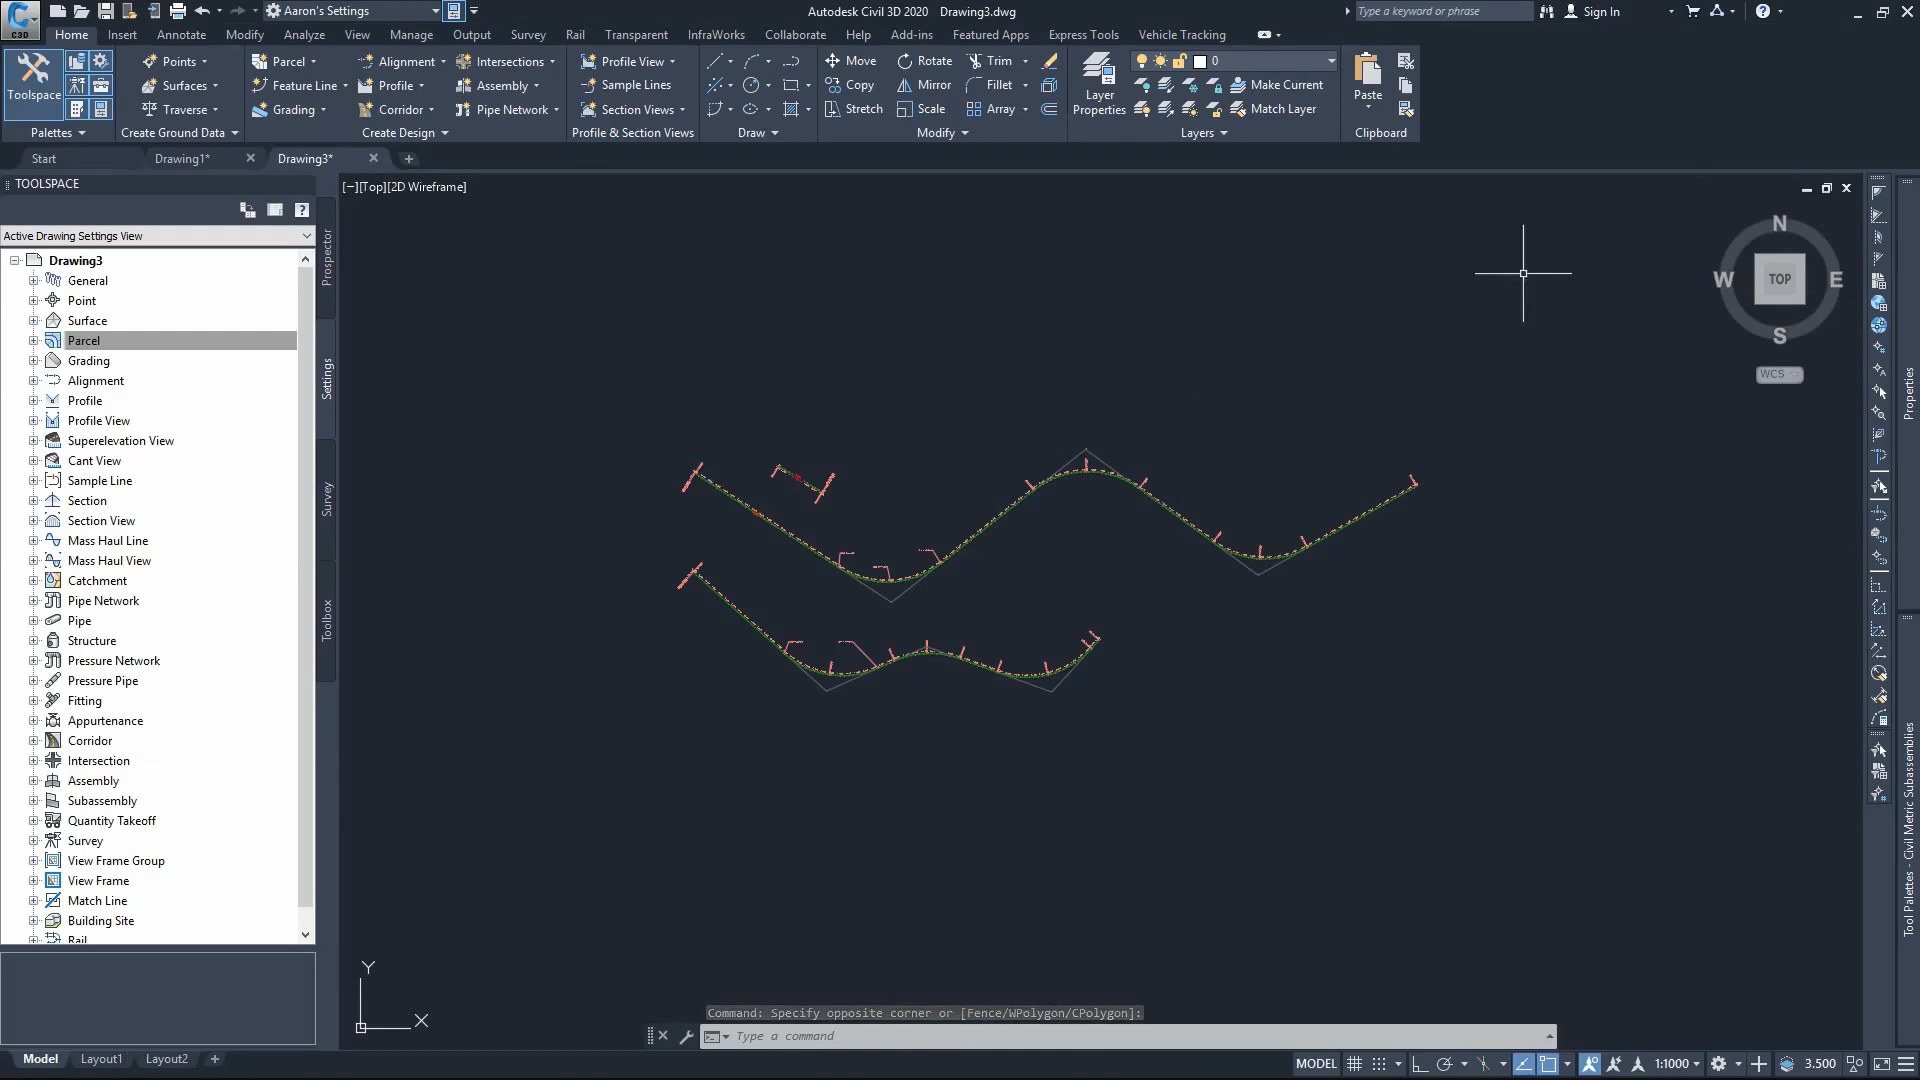 C3D
Aaron's Settings
Autodesk Civil 3D 2020 Drawing3.dwg
Type a keyword or phrase
Sign In
Home Insert Annotate Modify Analyze View Manage Output Survey Rail Transparent InfraWorks Collaborate Help Add-ins Featured Apps Express Tools Vehicle Tracking
Toolspace
Points
Surfaces
Traverse
Parcel
Feature Line
Grading
Alignment
Profile
Corridor
Intersections
Assembly
Pipe Network
Profile View
Sample Lines
Section Views
Move
Copy
Stretch
Rotate
Mirror
Scale
Trim
Fillet
Array
Layer
Properties
0
Make Current
Match Layer
Paste
Palettes
Create Ground Data
Create Design
Profile & Section Views
Draw
Modify
Layers
Clipboard
Start
Drawing1*
Drawing3*
TOOLSPACE
Active Drawing Settings View
Drawing3
General
Point
Surface
Parcel
Grading
Alignment
Profile
Profile View
Superelevation View
Cant View
Sample Line
Section
Section View
Mass Haul Line
Mass Haul View
Catchment
Pipe Network
Pipe
Structure
Pressure Network
Pressure Pipe
Fitting
Appurtenance
Corridor
Intersection
Assembly
Subassembly
Quantity Takeoff
Survey
View Frame Group
View Frame
Match Line
Building Site
Rail
Prospector
Settings
Survey
Toolbox
[−][Top][2D Wireframe]
N
W
TOP
E
S
WCS
Properties
Tool Palettes - Civil Metric Subassemblies
Y
X
Command: Specify opposite corner or [Fence/WPolygon/CPolygon]:
Type a command
Model Layout1 Layout2 +
MODEL
1:1000
3.500